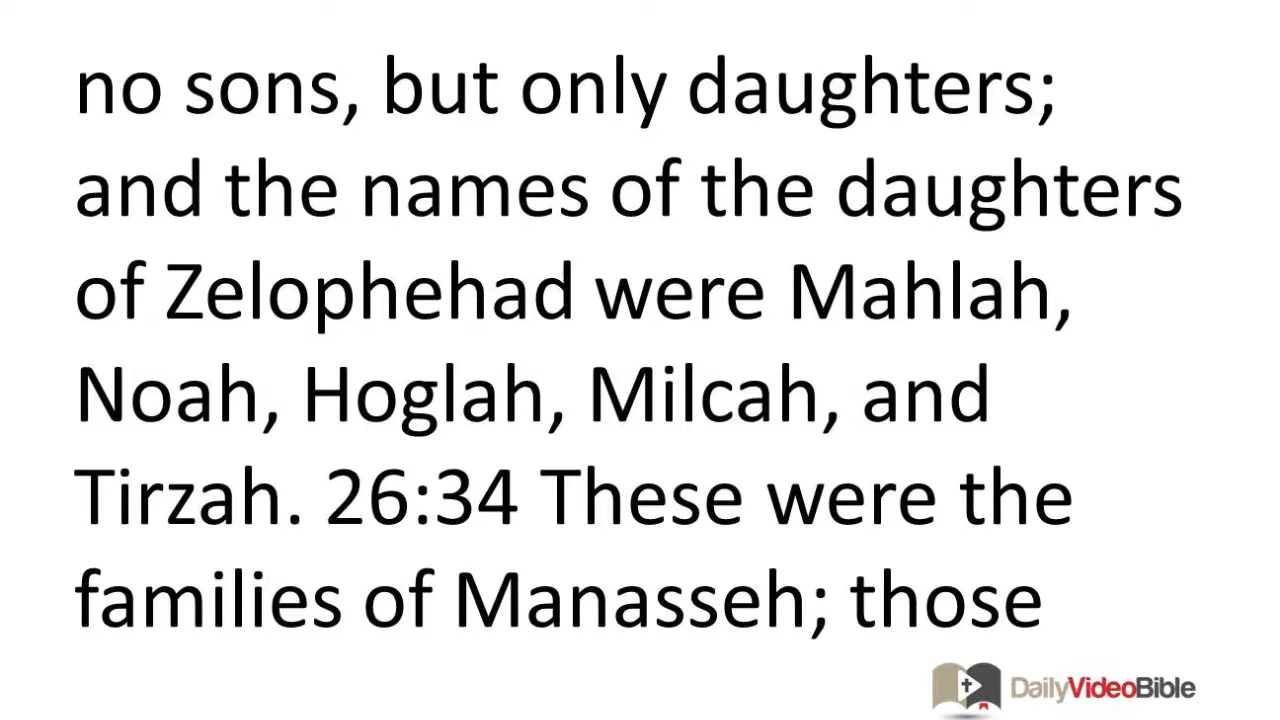 no sons, but only daughters;
and the names of the daughters
of Zelophehad were Mahlah,
Noah, Hoglah, Milcah, and
Tirzah. 26:34 These were the
families of Manasseh; those
DailyVideoBible